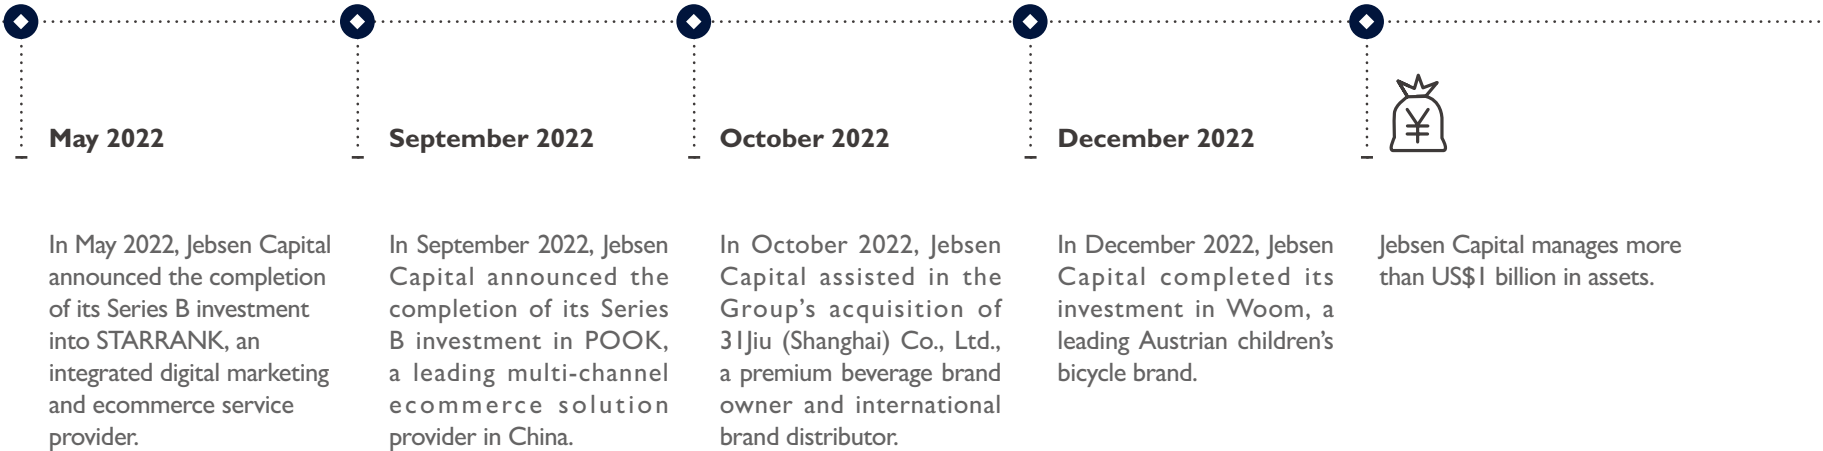 May 2022
In May 2022, Jebsen Capital
announced the completion
of its Series B investment
into STARRANK, an
integrated digital marketing
and ecommerce service
provider.
September 2022
In September 2022, Jebsen
Capital announced the
completion of its Series
B investment in POOK,
a leading multi-channel
ecommerce solution
provider in China.
October 2022
In October 2022, Jebsen
Capital assisted in the
Group’s acquisition of
31Jiu (Shanghai) Co., Ltd.,
a premium beverage brand
owner and international
brand distributor.
December 2022
In December 2022, Jebsen
Capital completed its
investment in Woom, a
leading Austrian children’s
bicycle brand.
¥
Jebsen Capital manages more
than US$1 billion in assets.